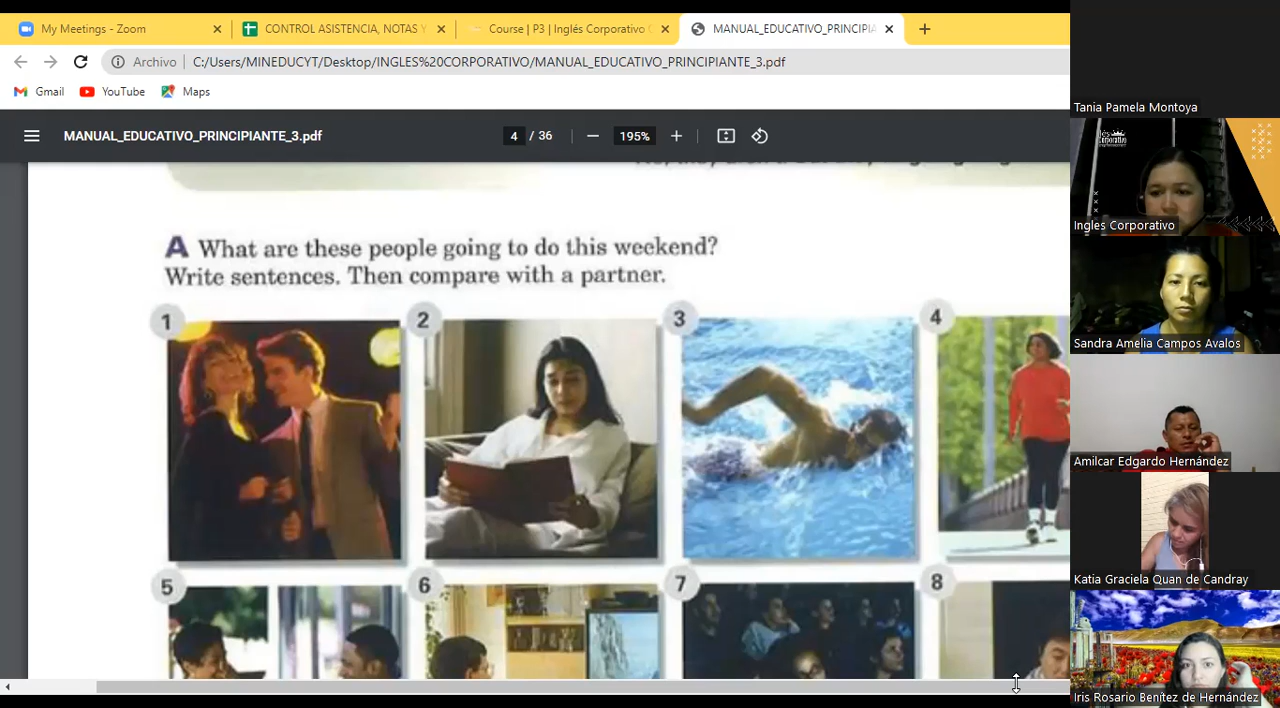 My Meetings - Zoom
CONTROL ASISTENCIA, NOTAS Y
Course | P3 | Inglés Corporativo
MANUAL_EDUCATIVO_PRINCIPIA
Archivo
C:/Users/MINEDUCYT/Desktop/INGLES%20CORPORATIVO/MANUAL_EDUCATIVO_PRINCIPIANTE_3.pdf
Gmail
YouTube
Maps
MANUAL_EDUCATIVO_PRINCIPIANTE_3.pdf
4 / 36
195%
A What are these people going to do this weekend?
Write sentences. Then compare with a partner.
1
2
3
4
5
6
7
8
Tania Pamela Montoya
Corporativo
Ingles Corporativo
Sandra Amelia Campos Avalos
Amilcar Edgardo Hernández
Katia Graciela Quan de Candray
Iris Rosario Benítez de Hernández